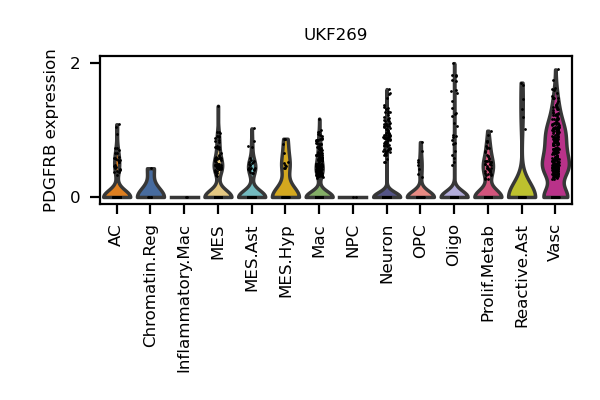 UKF269
PDGFRB expression
2
0
AC
Chromatin.Reg
Inflammatory.Mac
MES
MES.Ast
MES.Hyp
Mac
NPC
Neuron
OPC
Oligo
Prolif.Metab
Reactive.Ast
Vasc